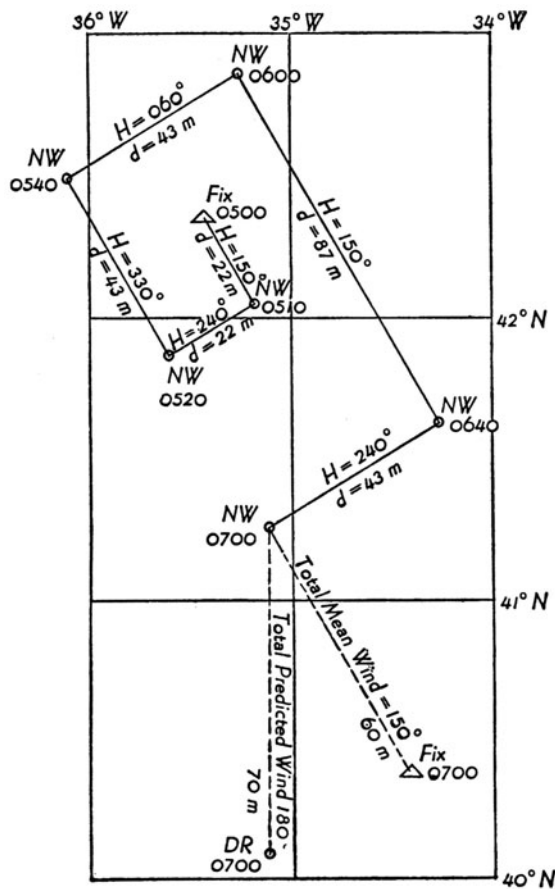 36°W
35°W
34°W
NW
0600
H = 060°
d = 43 m
NW
0540
Fix
0500
H = 150°
d = 22 m
H = 150°
d = 87 m
H = 330°
d = 43 m
NW
0510
H = 240°
d = 22 m
42°N
NW
0520
NW
0640
H = 240°
d = 43 m
NW
0700
41°N
Total Mean Wind = 150°
60 m
Total Predicted Wind 180°
70 m
Fix
0700
DR
0700
40°N